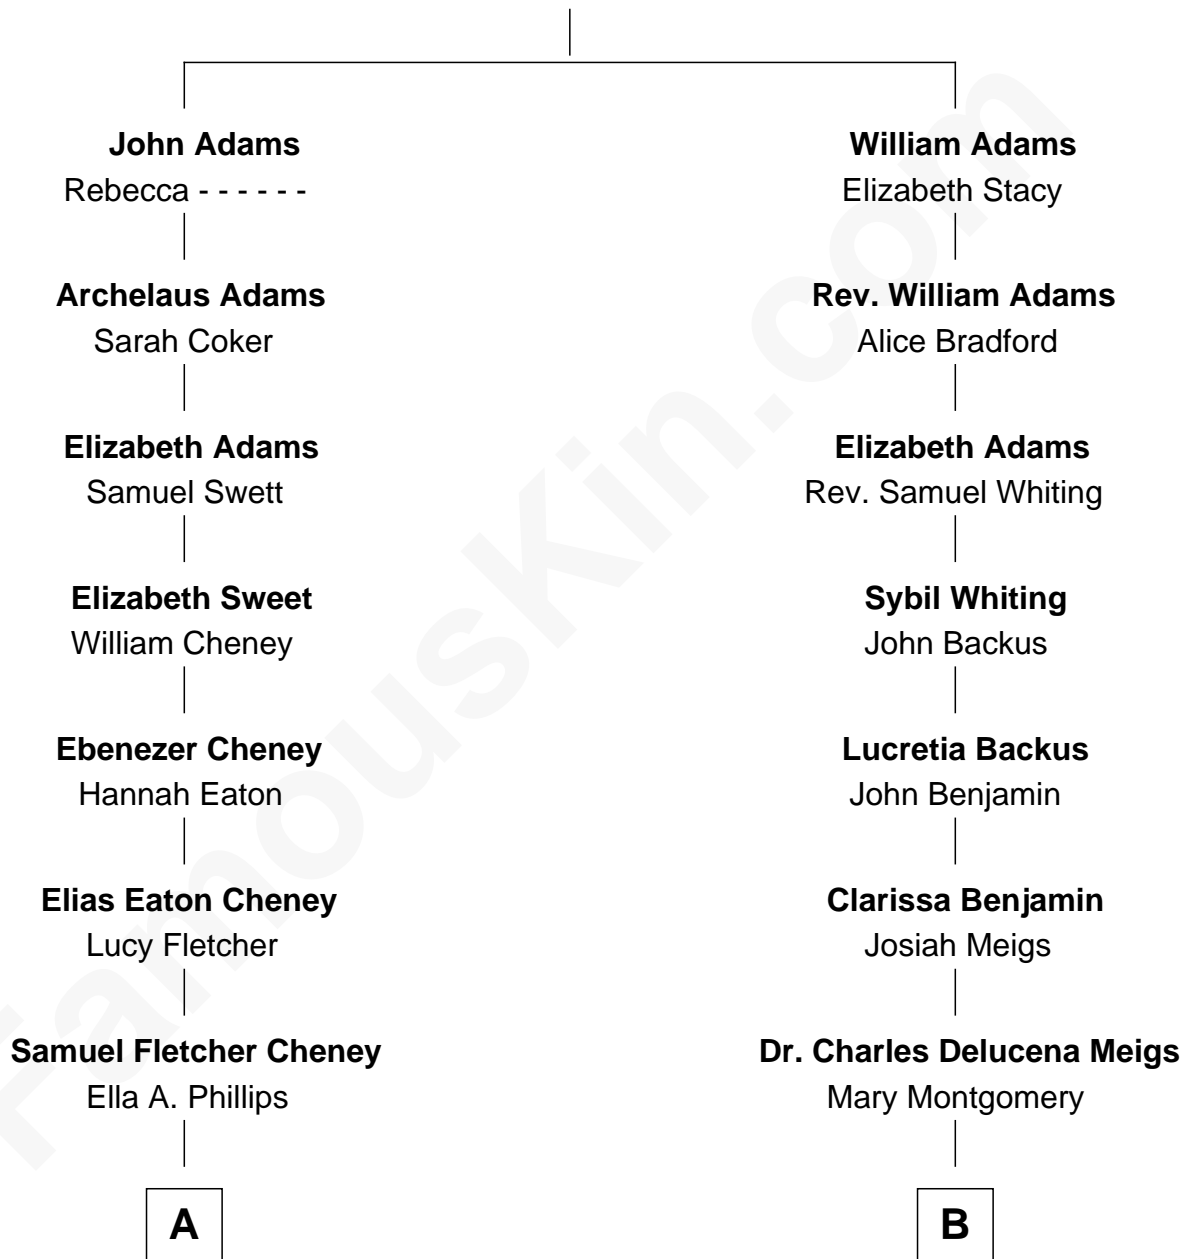 John Adams
Rebecca - - - - - -
William Adams
Elizabeth Stacy
Archelaus Adams
Sarah Coker
Rev. William Adams
Alice Bradford
Elizabeth Adams
Samuel Swett
Elizabeth Adams
Rev. Samuel Whiting
Elizabeth Sweet
William Cheney
Sybil Whiting
John Backus
Ebenezer Cheney
Hannah Eaton
Lucretia Backus
John Benjamin
Elias Eaton Cheney
Lucy Fletcher
Clarissa Benjamin
Josiah Meigs
Samuel Fletcher Cheney
Ella A. Phillips
Dr. Charles Delucena Meigs
Mary Montgomery
A
B
FamousKin.com